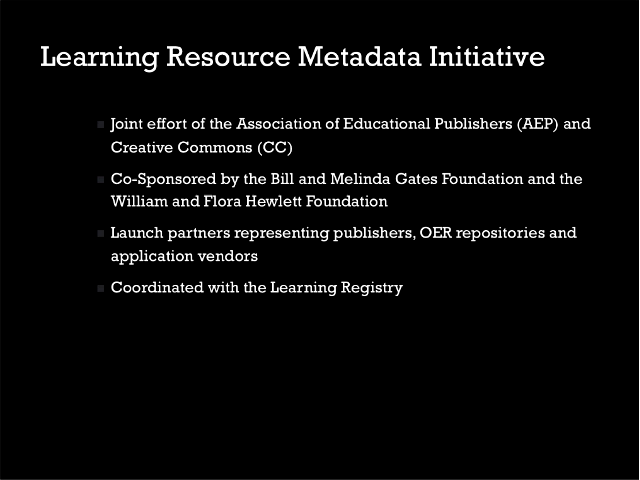 Learning Resource Metadata Initiative
Joint effort of the Association of Educational Publishers (AEP) and
Creative Commons (CC)
Co-Sponsored by the Bill and Melinda Gates Foundation and the
William and Flora Hewlett Foundation
Launch partners representing publishers, OER repositories and
application vendors
Coordinated with the Learning Registry